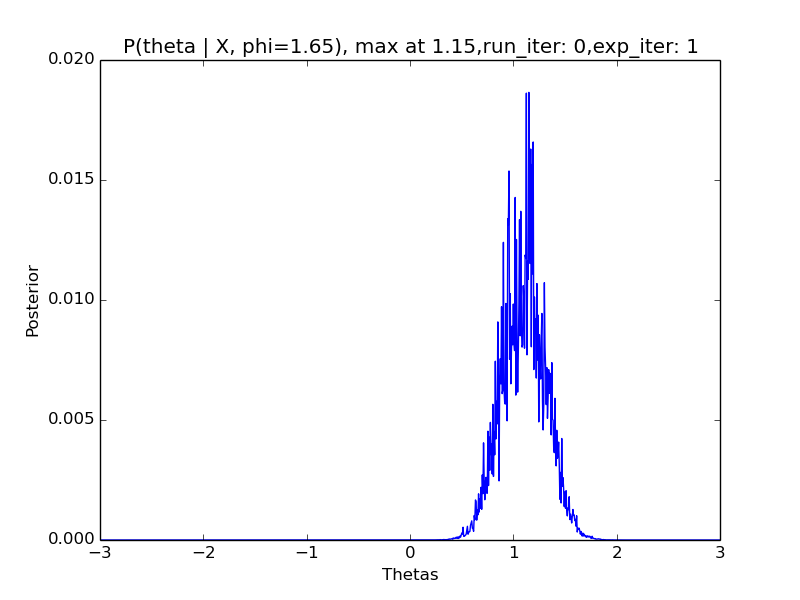 P(theta | X, phi=1.65), max at 1.15,run_iter: 0,exp_iter: 1
0.020
0.015
0.010
0.005
0.000
Posterior
−3 −2 −1 0 1 2 3
Thetas